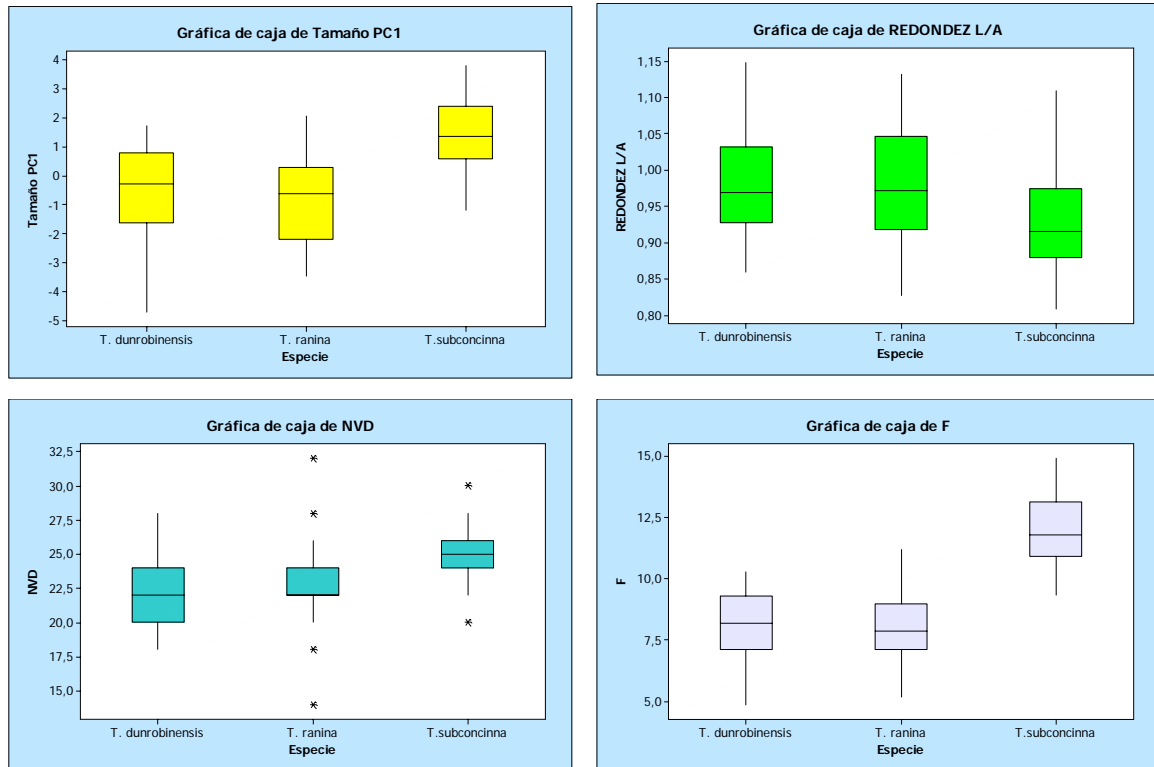 Gráfica de caja de Tamaño PC1
Tamaño PC1
4
3
2
1
0
-1
-2
-3
-4
-5
T. dunrobinensis T. ranina T.subconcinna
Especie
Gráfica de caja de REDONDEZ L/A
REDONDEZ L/A
1,15
1,10
1,05
1,00
0,95
0,90
0,85
0,80
T. dunrobinensis T. ranina T.subconcinna
Especie
Gráfica de caja de NVD
NVD
32,5
30,0
27,5
25,0
22,5
20,0
17,5
15,0
T. dunrobinensis T. ranina T.subconcinna
Especie
Gráfica de caja de F
F
15,0
12,5
10,0
7,5
5,0
T. dunrobinensis T. ranina T.subconcinna
Especie